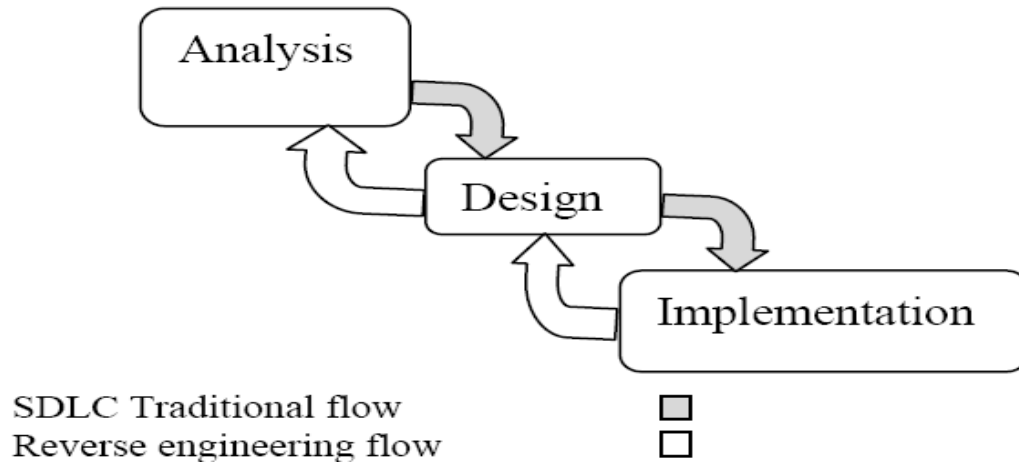 Analysis
Design
Implementation
SDLC Traditional flow
Reverse engineering flow